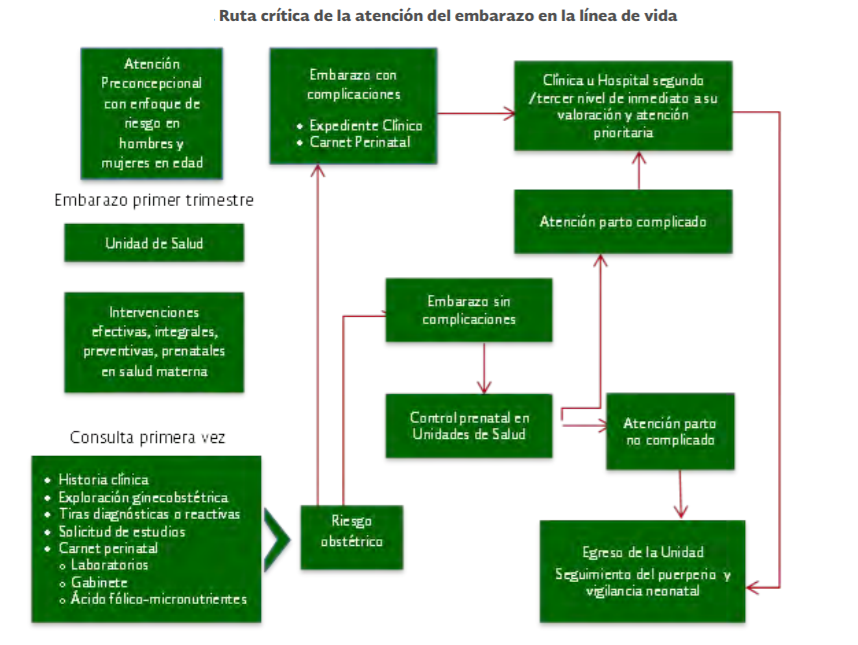 Ruta crítica de la atención del embarazo en la línea de vida
Atención
Preconcepcional
con enfoque de
riesgo en
hombres y
mujeres en edad
Embarazo primer trimestre
Unidad de Salud
Intervenciones
efectivas, integrales,
preventivas, prenatales
en salud materna
Consulta primera vez
Historia clínica
Exploración ginecobstétrica
Tiras diagnósticas o reactivas
Solicitud de estudios
Carnet perinatal
Laboratorios
Gabinete
Ácido fólico-micronutrientes
Riesgo
obstétrico
Embarazo con
complicaciones
Expediente Clínico
Carnet Perinatal
Embarazo sin
complicaciones
Control prenatal en
Unidades de Salud
Clínica u Hospital segundo
/tercer nivel de inmediato a su
valoración y atención
prioritaria
Atención parto complicado
Atención parto
no complicado
Egreso de la Unidad
Seguimiento del puerperio y
vigilancia neonatal